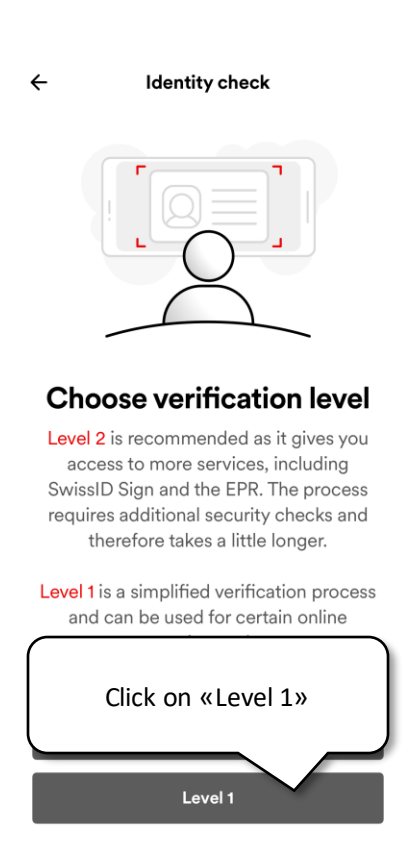 Identity check
Choose verification level
Level 2 is recommended as it gives you
access to more services, including
SwissID Sign and the EPR. The process
requires additional security checks and
therefore takes a little longer.
Level 1 is a simplified verification process
and can be used for certain online
Click on «Level 1»
Level 1